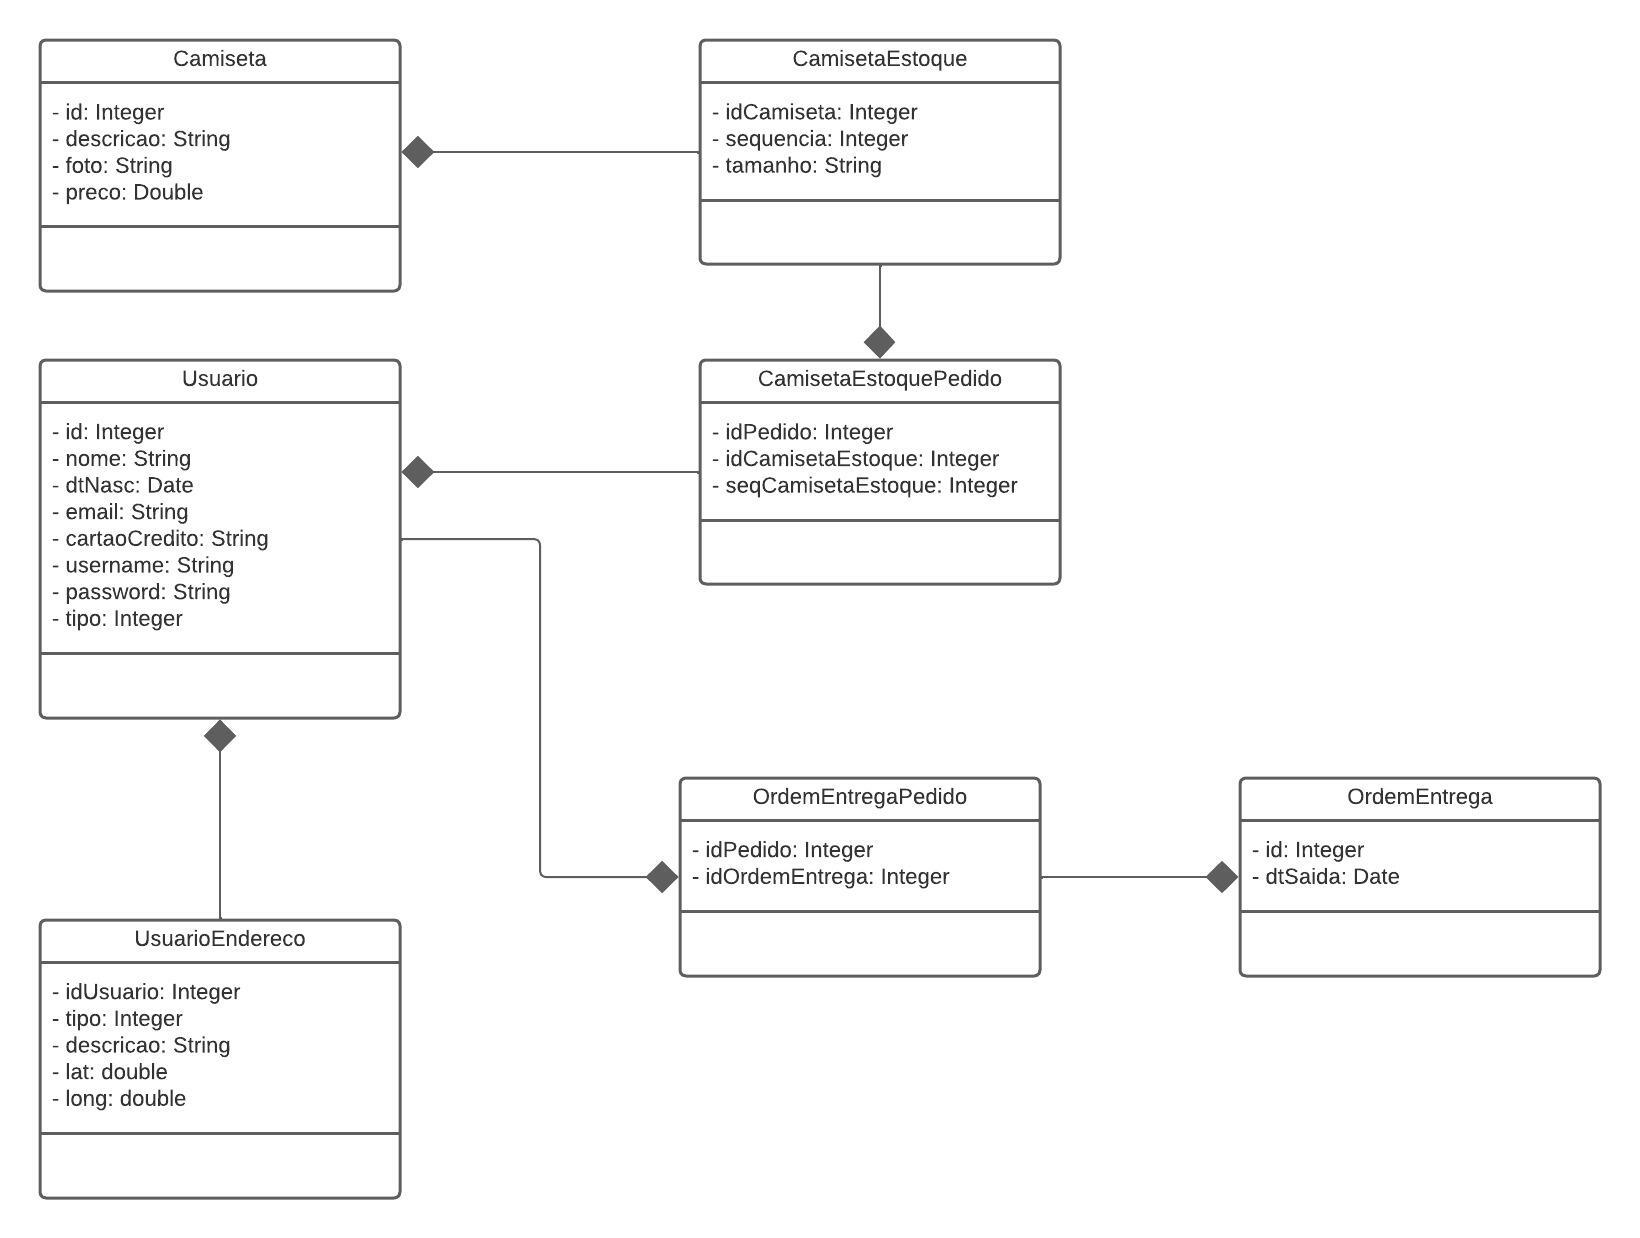 Camiseta
- id: Integer
- descricao: String
- foto: String
- preco: Double
CamisetaEstoque
- idCamiseta: Integer
- sequencia: Integer
- tamanho: String
Usuario
- id: Integer
- nome: String
- dtNasc: Date
- email: String
- cartaoCredito: String
- username: String
- password: String
- tipo: Integer
CamisetaEstoquePedido
- idPedido: Integer
- idCamisetaEstoque: Integer
- seqCamisetaEstoque: Integer
OrdemEntregaPedido
- idPedido: Integer
- idOrdemEntrega: Integer
OrdemEntrega
- id: Integer
- dtSaida: Date
UsuarioEndereco
- idUsuario: Integer
- tipo: Integer
- descricao: String
- lat: double
- long: double